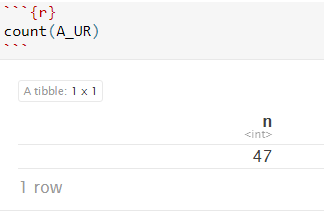 ```{r}
count(A_UR)
```
A tibble: 1 x 1
n
<int>
47
1 row